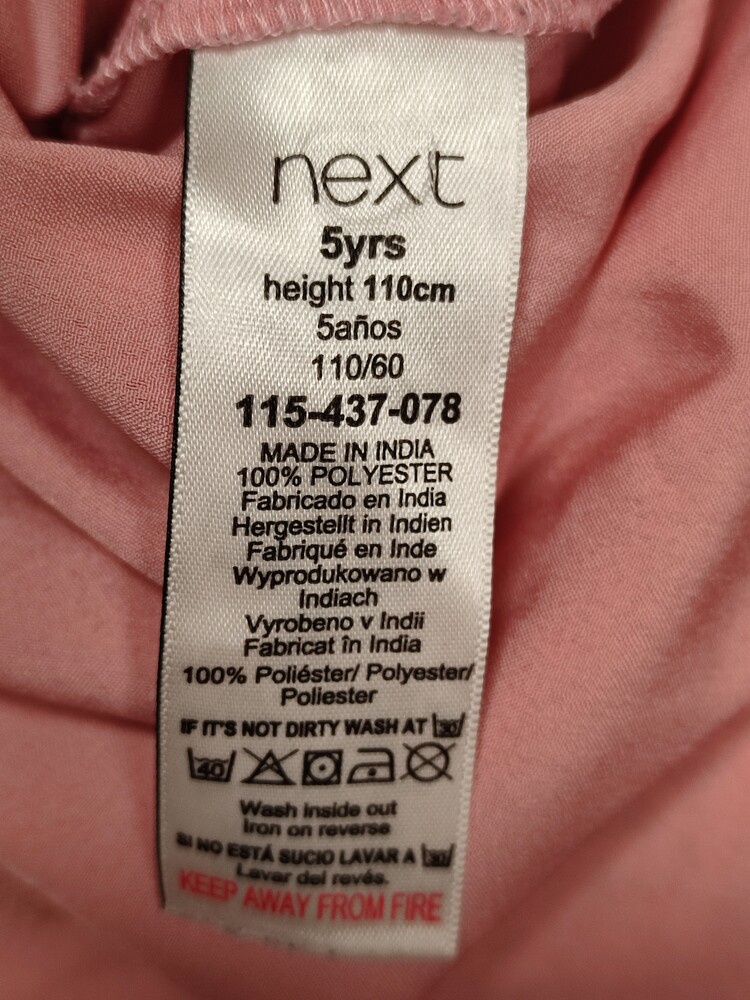 next
5yrs
height 110cm
5años
110/60
115-437-078
MADE IN INDIA
100% POLYESTER
Fabricado en India
Hergestellt in Indien
Fabriqué en Inde
Wyprodukowano w
Indiach
Vyrobeno v Indii
Fabricat în India
100% Poliéster/ Polyester/
Poliester
IF IT'S NOT DIRTY WASH AT 30
40
Wash inside out
Iron on reverse
SI NO ESTÁ SUCIO LAVAR A 30
Lavar del revés.
KEEP AWAY FROM FIRE